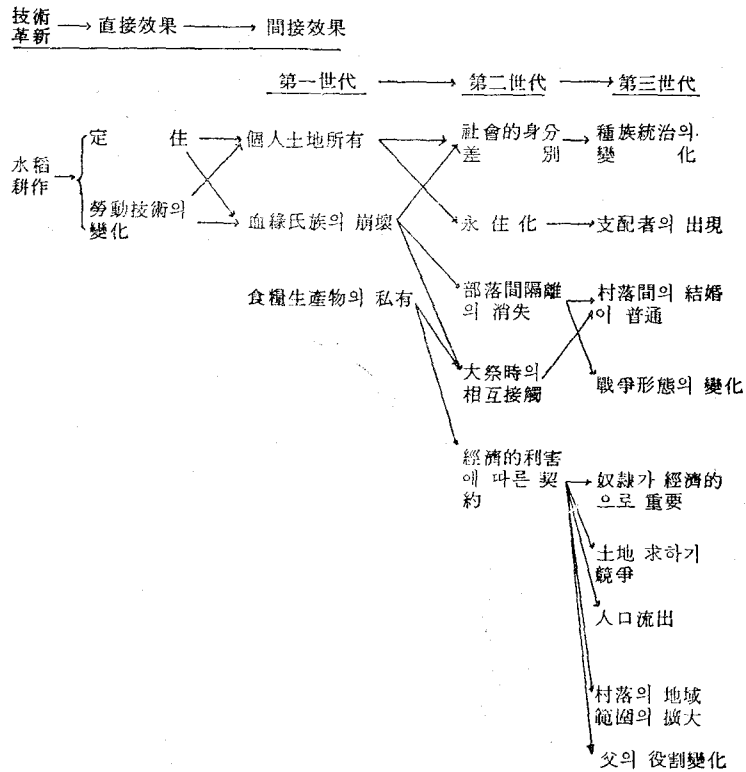 技術
革新 → 直接效果 → 間接效果
第一世代 → 第二世代 → 第三世代
水稻
耕作
定 住
勞動技術의
變化
個人土地所有
血緣氏族의 崩壞
食糧生產物의 私有
社會的身分
差 別
永 住 化
部落間隔離
의 消失
大祭時의
相互接觸
經濟的利害
에 따른 契
約
種族統治의
變 化
支配者의 出現
村落間의 結婚
이 普通
戰爭形態의 變化
奴隷가 經濟的
으로 重要
土地 求하기
競爭
人口流出
村落의 地域
範圍의 擴大
父의 役割變化